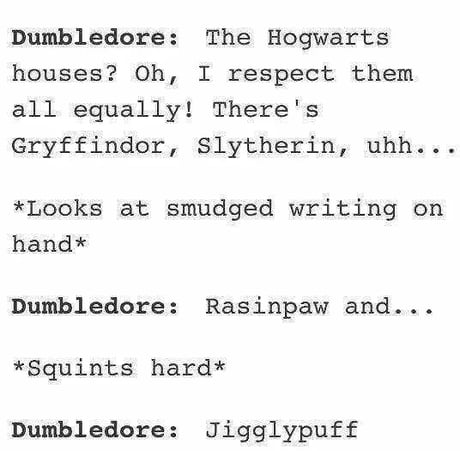 Dumbledore: The Hogwarts
houses? Oh, I respect them
all equally! There's
Gryffindor, Slytherin, uhh...
*Looks at smudged writing on
hand*
Dumbledore: Rasinpaw and...
*Squints hard*
Dumbledore: Jigglypuff